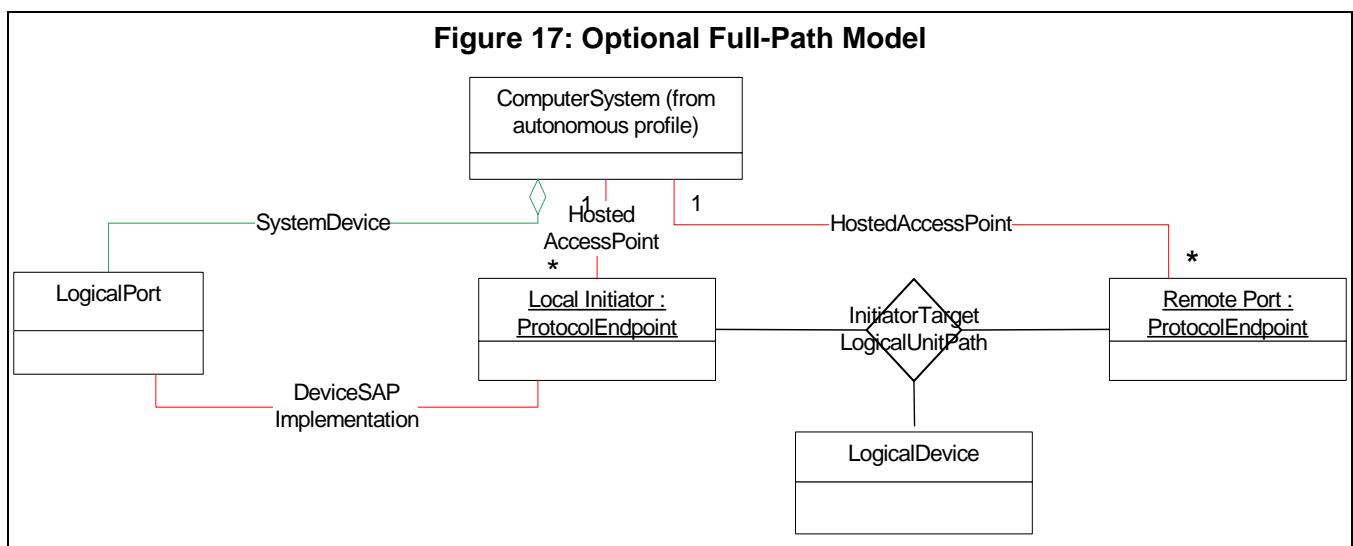 Figure 17: Optional Full-Path Model
ComputerSystem (from
autonomous profile)
1
1
SystemDevice
Hosted
AccessPoint
HostedAccessPoint
*
*
LogicalPort
Local Initiator :
ProtocolEndpoint
InitiatorTarget
LogicalUnitPath
Remote Port :
ProtocolEndpoint
DeviceSAP
Implementation
LogicalDevice